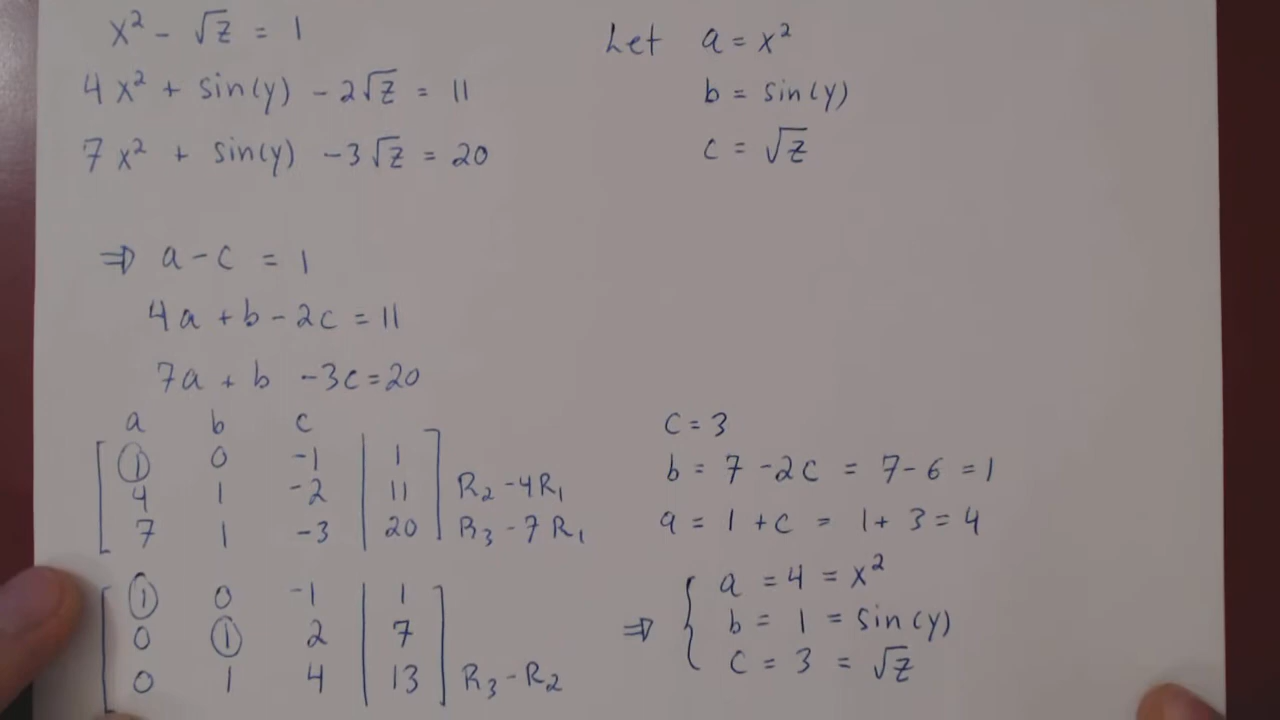 x² - √z = 1
4x² + sin(y) - 2√z = 11
7x² + sin(y) - 3√z = 20
Let a = x²
b = sin(y)
c = √z
⇒ a - c = 1
4a + b - 2c = 11
7a + b - 3c = 20
a b c
1 0 -1 | 1
4 1 -2 | 11 R₂ - 4R₁
7 1 -3 | 20 R₃ - 7R₁
1 0 -1 | 1
0 1 2 | 7
0 1 4 | 13 R₃ - R₂
c = 3
b = 7 - 2c = 7 - 6 = 1
a = 1 + c = 1 + 3 = 4
⇒ { a = 4 = x²
b = 1 = sin(y)
c = 3 = √z